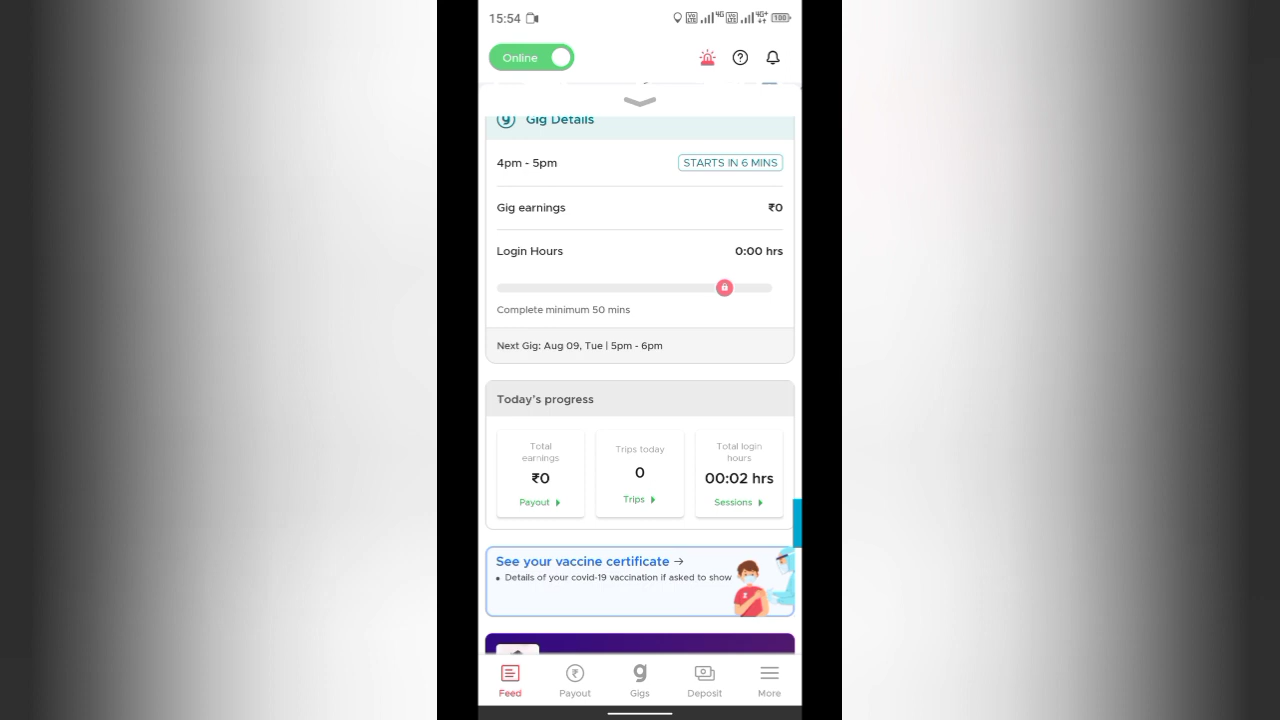 15:54
4G
4G+
100
Online
g Gig Details
4pm - 5pm
STARTS IN 6 MINS
Gig earnings
₹0
Login Hours
0:00 hrs
Complete minimum 50 mins
Next Gig: Aug 09, Tue | 5pm - 6pm
Today's progress
Total
earnings
₹0
Payout
Trips today
0
Trips
Total login
hours
00:02 hrs
Sessions
See your vaccine certificate →
• Details of your covid-19 vaccination if asked to show
Feed
Payout
Gigs
Deposit
More